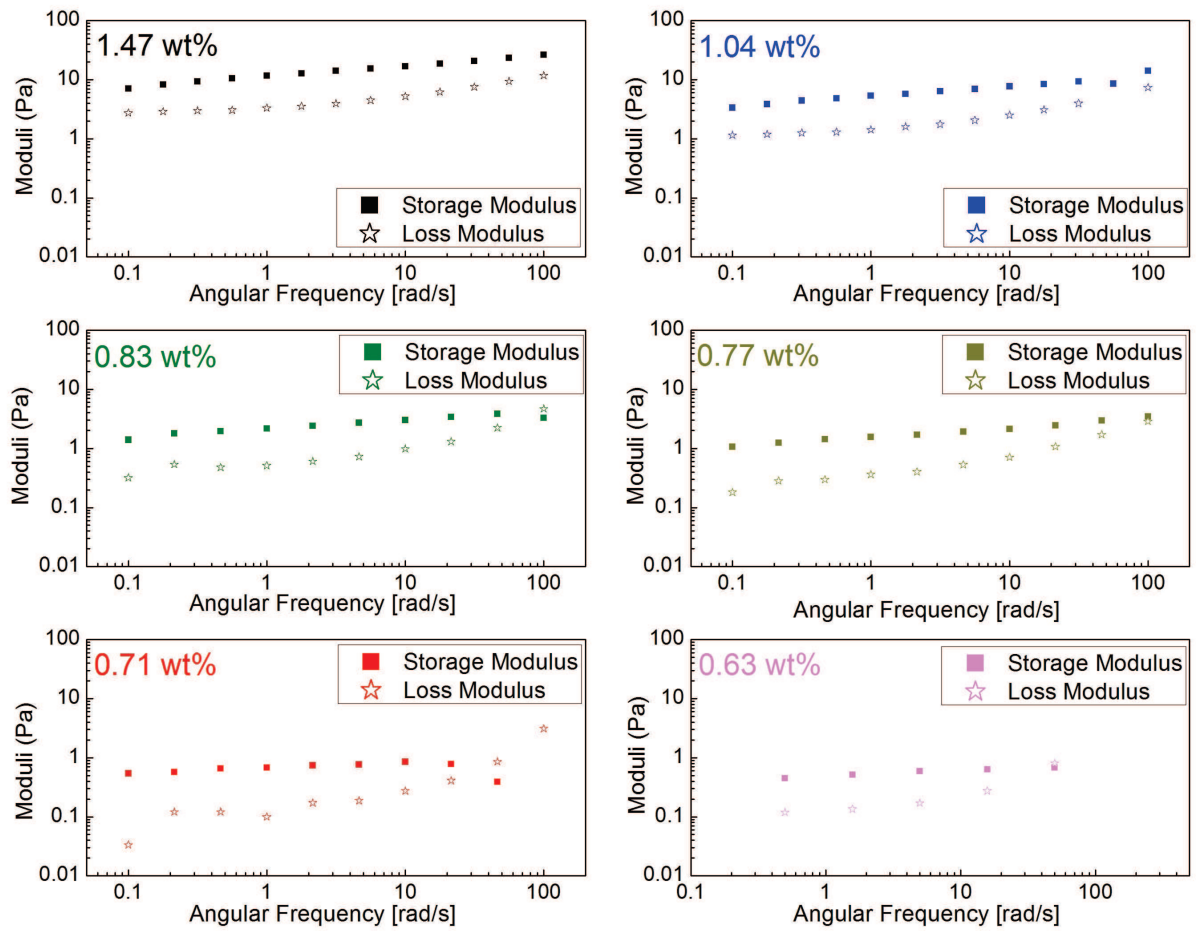 1.47 wt%
Moduli (Pa)
100
10
1
0.1
0.01
Storage Modulus
Loss Modulus
0.1 1 10 100
Angular Frequency [rad/s]
1.04 wt%
Moduli (Pa)
100
10
1
0.1
0.01
Storage Modulus
Loss Modulus
0.1 1 10 100
Angular Frequency [rad/s]
0.83 wt%
Moduli (Pa)
100
10
1
0.1
0.01
Storage Modulus
Loss Modulus
0.1 1 10 100
Angular Frequency [rad/s]
0.77 wt%
Moduli (Pa)
100
10
1
0.1
0.01
Storage Modulus
Loss Modulus
0.1 1 10 100
Angular Frequency [rad/s]
0.71 wt%
Moduli (Pa)
100
10
1
0.1
0.01
Storage Modulus
Loss Modulus
0.1 1 10 100
Angular Frequency [rad/s]
0.63 wt%
Moduli (Pa)
100
10
1
0.1
0.01
Storage Modulus
Loss Modulus
0.1 1 10 100
Angular Frequency [rad/s]